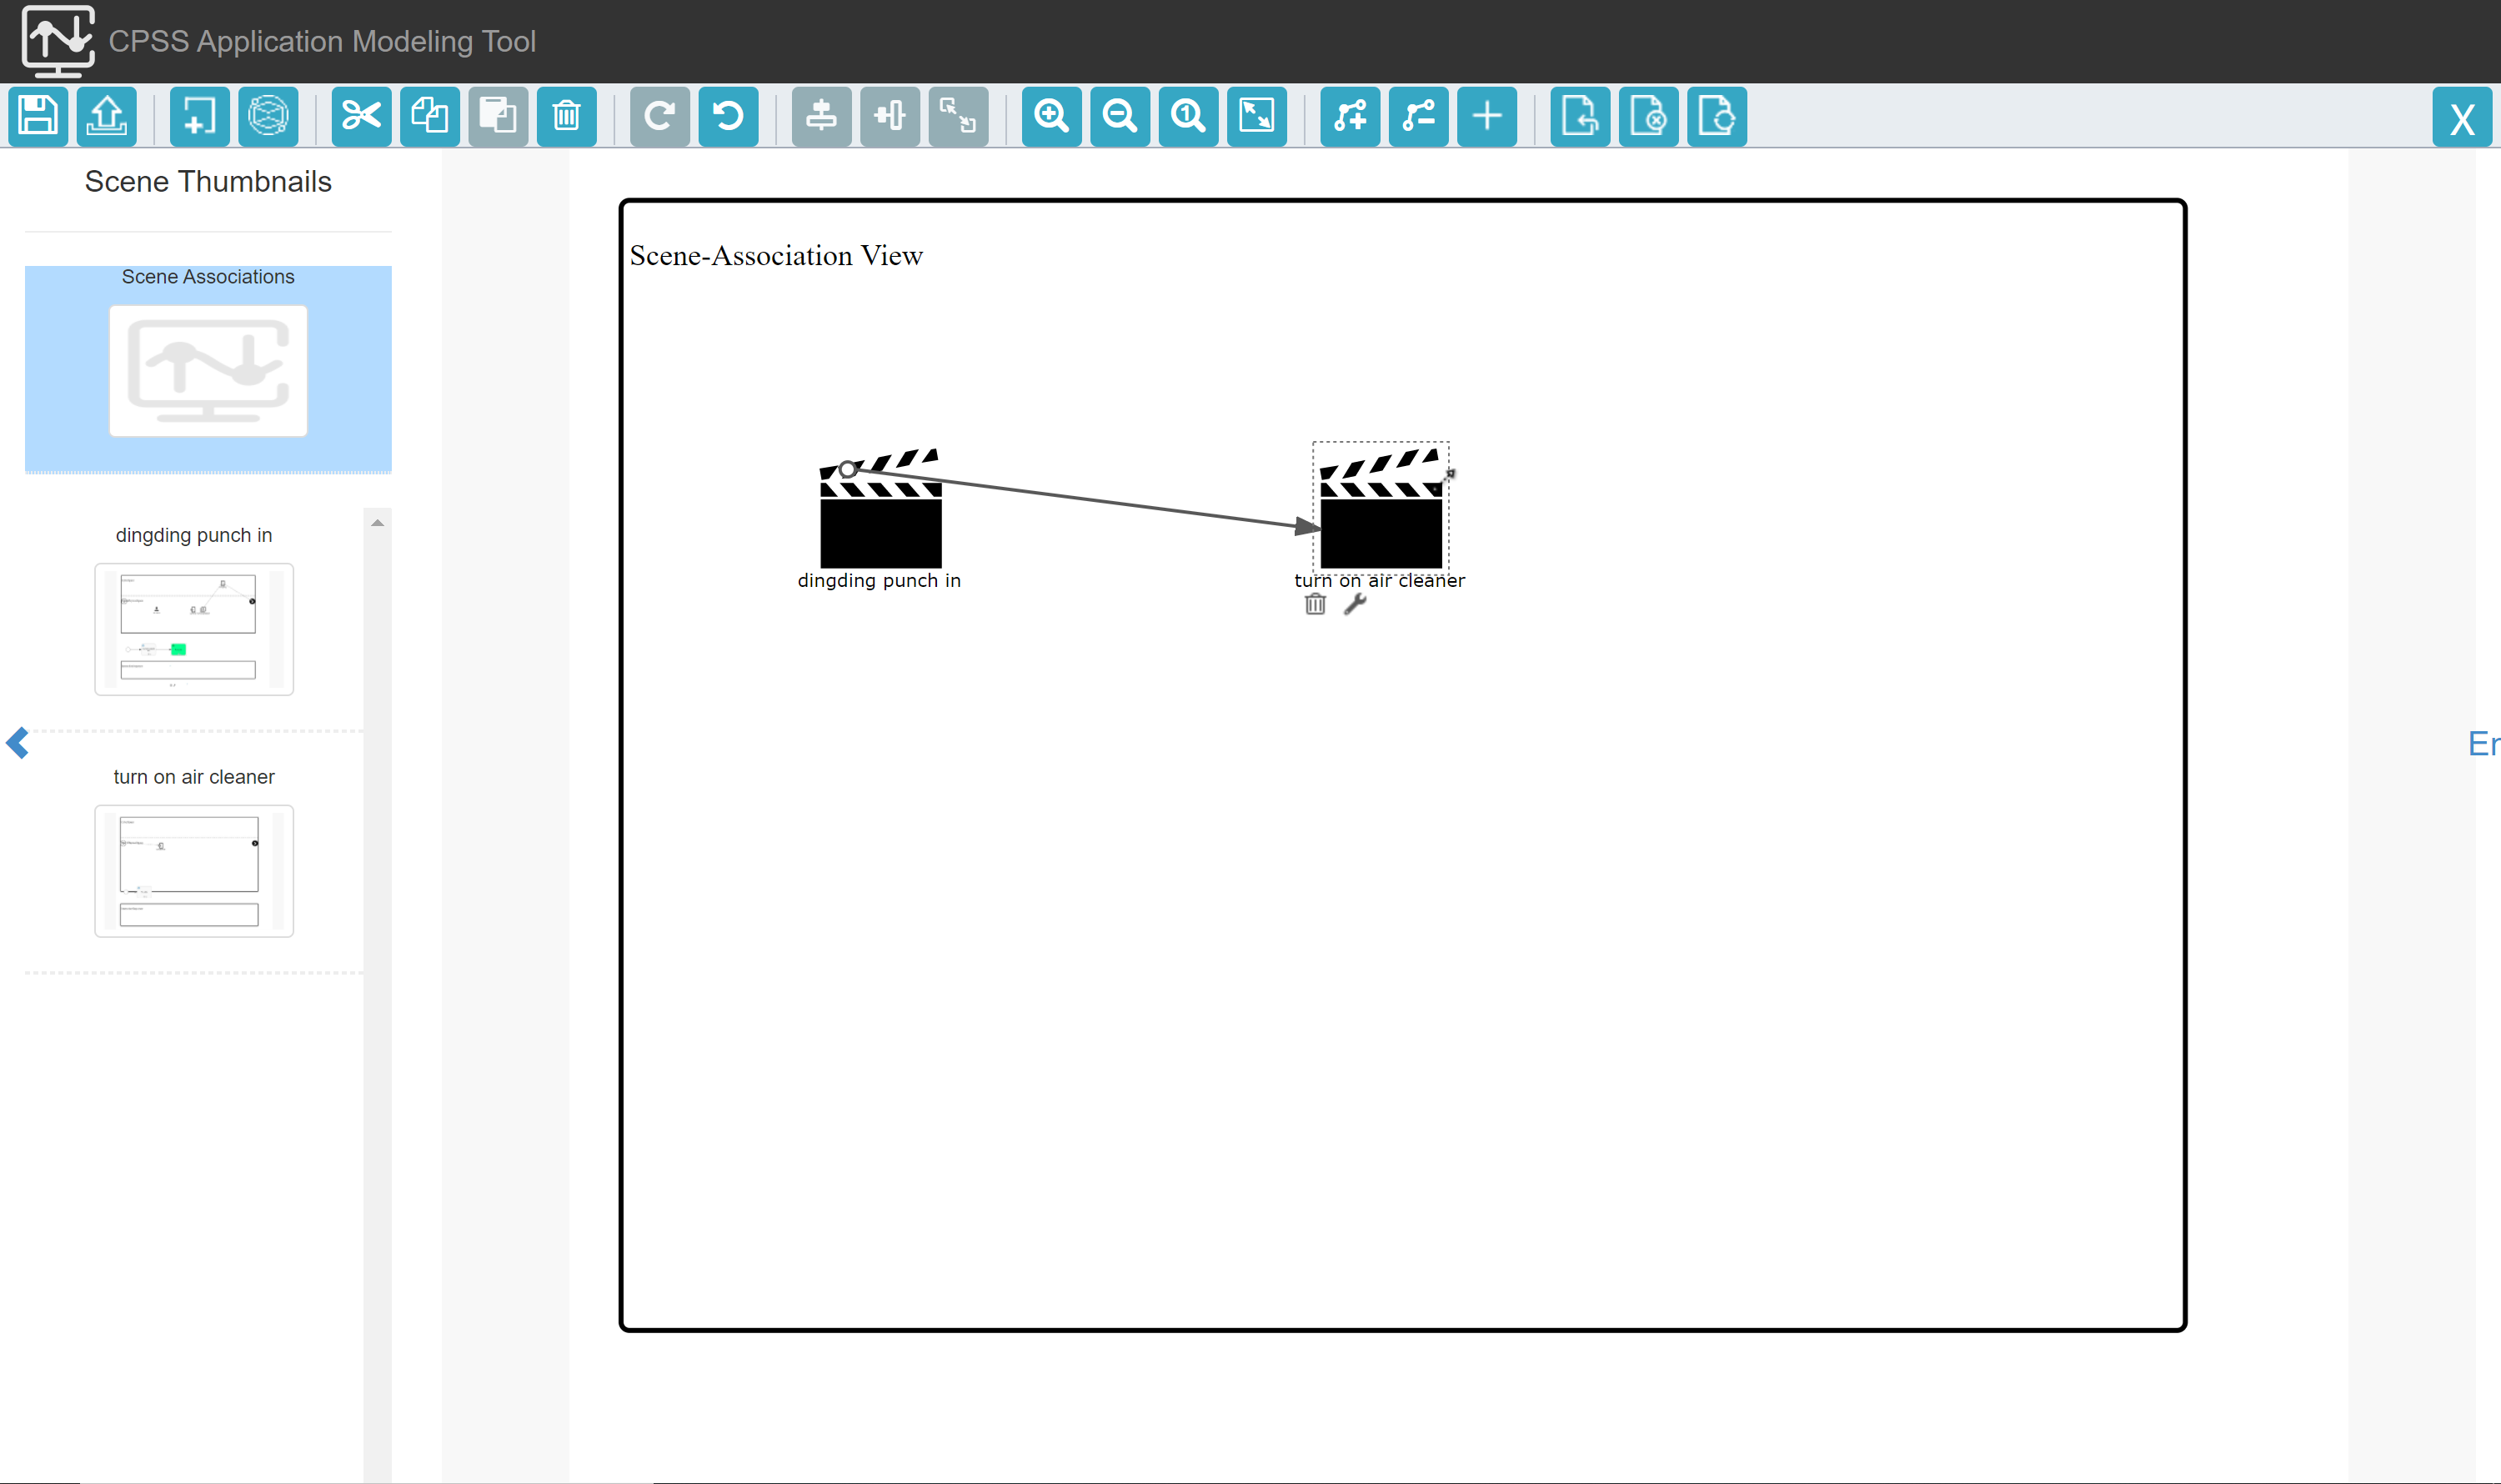 CPSS Application Modeling Tool
X
Scene Thumbnails
Scene Associations
dingding punch in
turn on air cleaner
Scene-Association View
dingding punch in
turn on air cleaner